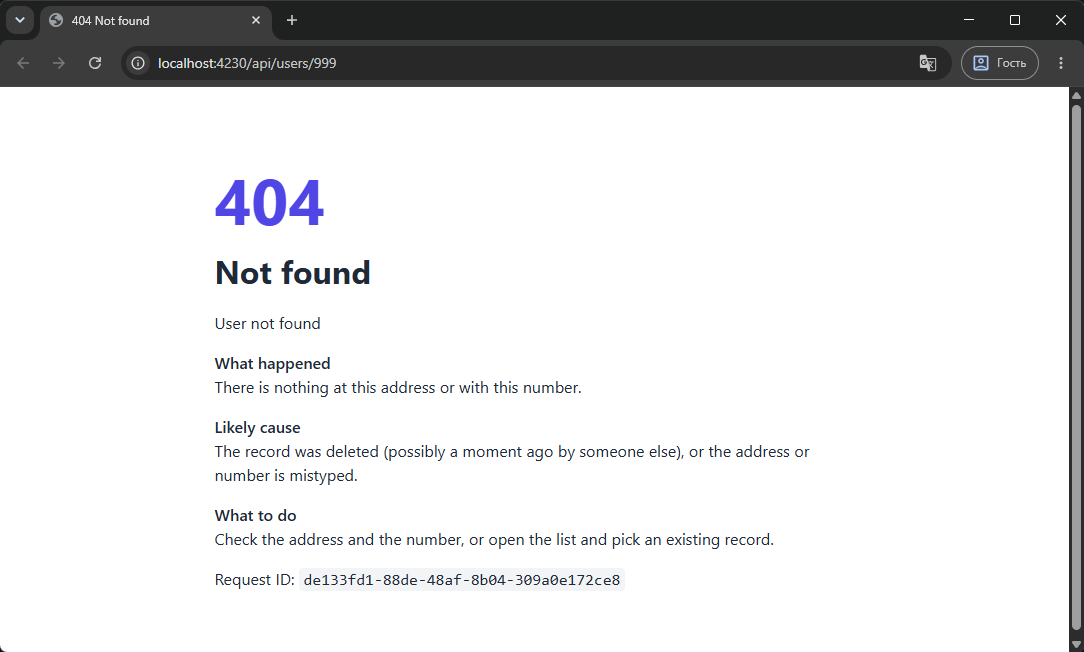 404 Not found
localhost:4230/api/users/999
Гость
404
Not found
User not found
What happened
There is nothing at this address or with this number.
Likely cause
The record was deleted (possibly a moment ago by someone else), or the address or
number is mistyped.
What to do
Check the address and the number, or open the list and pick an existing record.
Request ID: de133fd1-88de-48af-8b04-309a0e172ce8